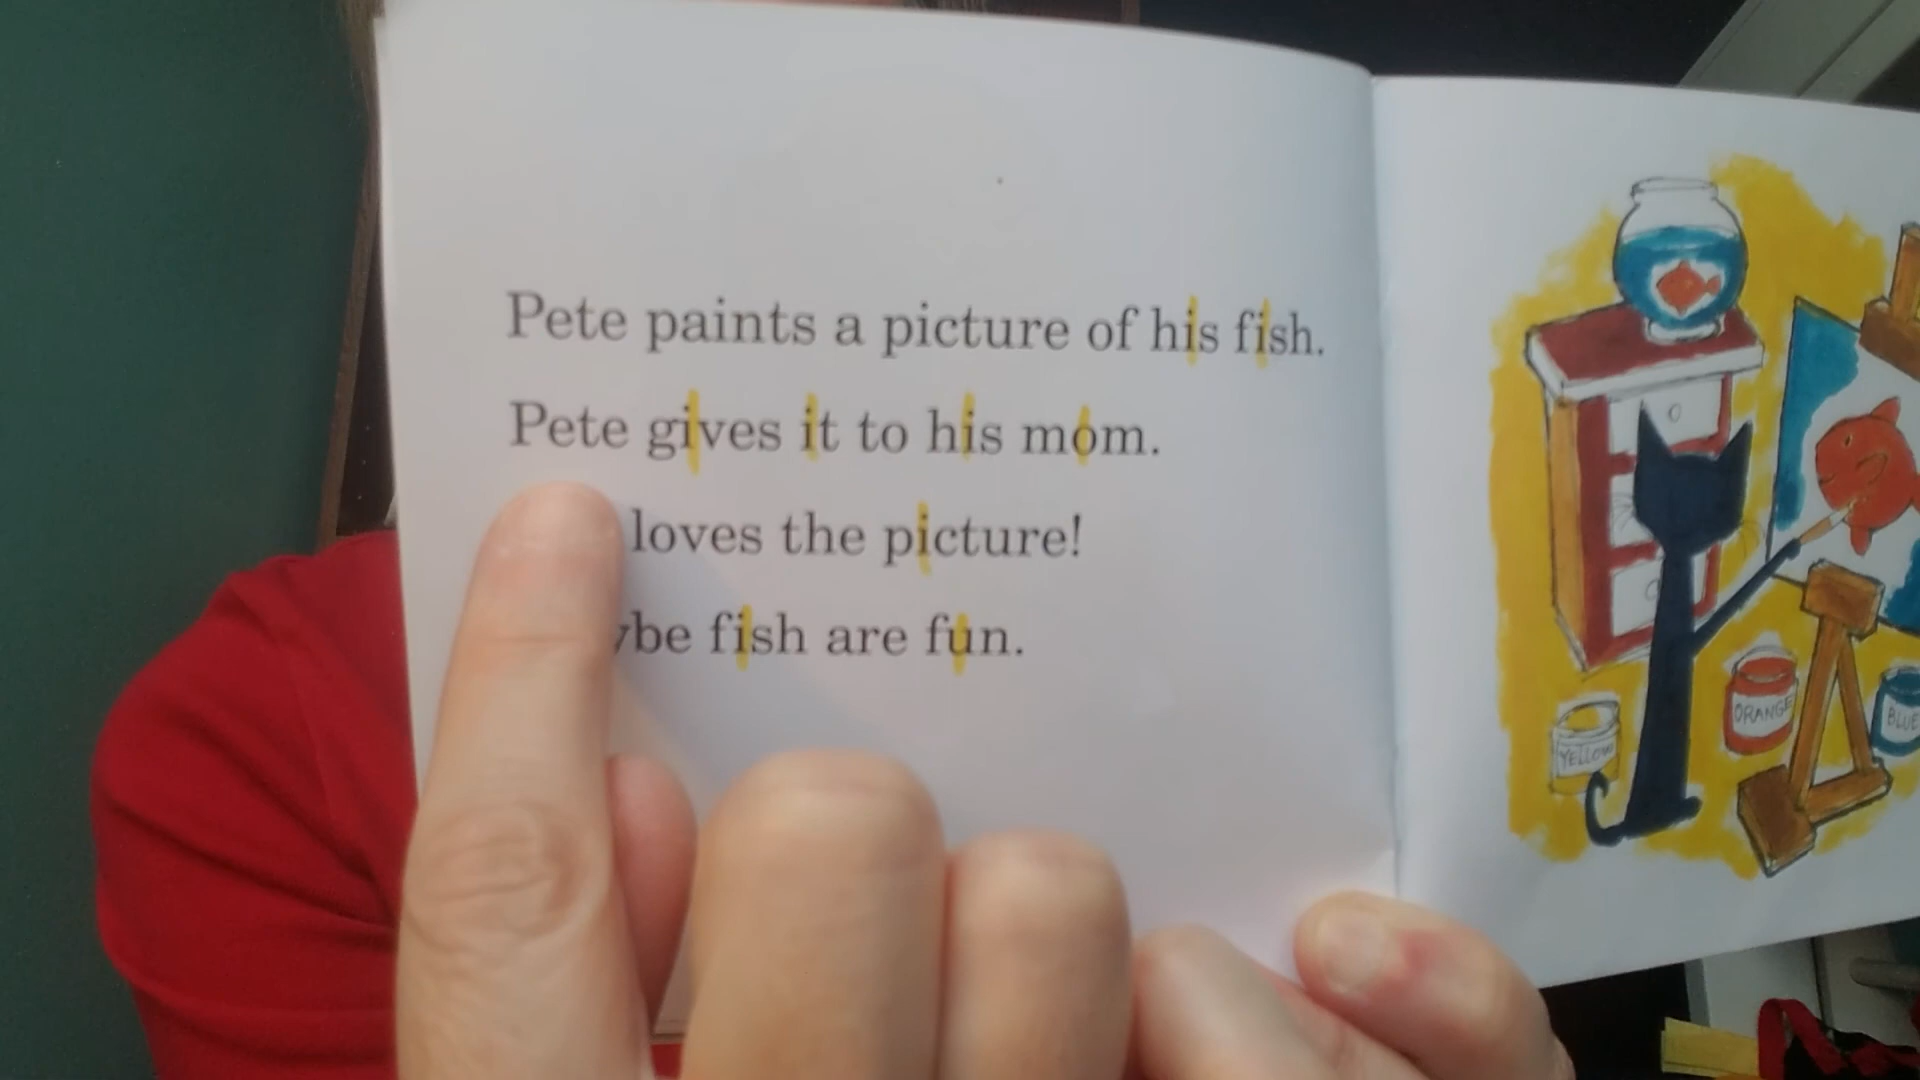 Pete paints a picture of his fish.
Pete gives it to his mom.
loves the picture!
ybe fish are fun.
YELLOW
ORANGE
BLUE